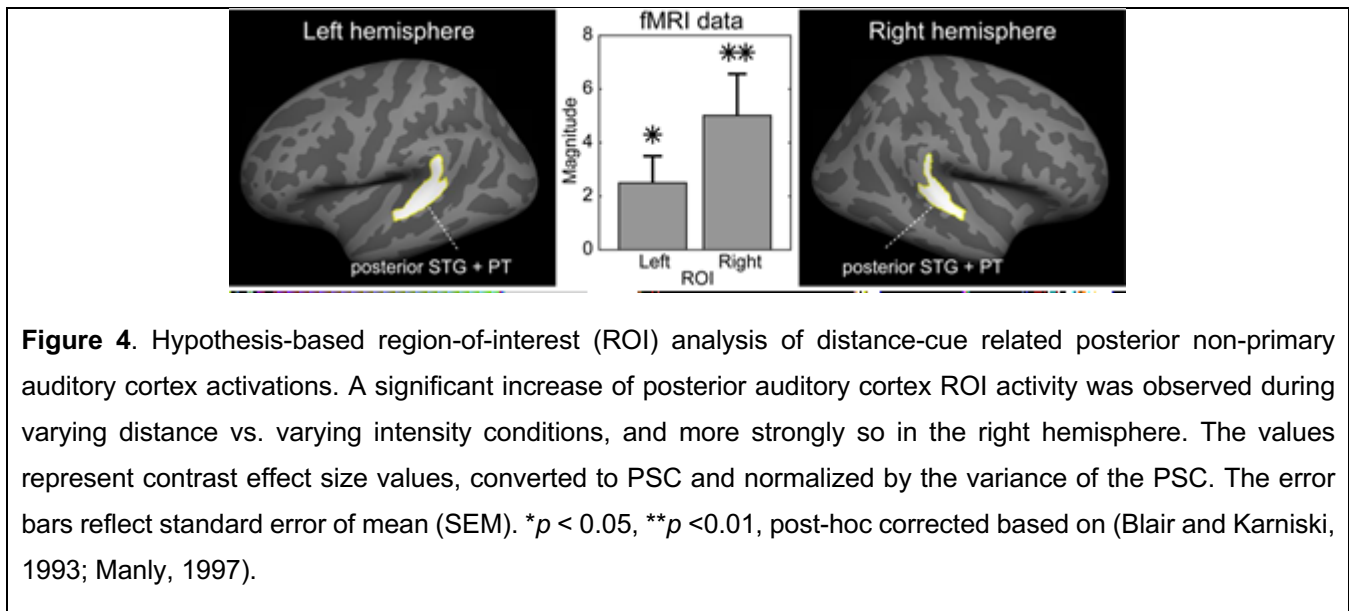 Left hemisphere
posterior STG + PT
fMRI data
8
6
4
2
0
Magnitude
*
**
Left
Right
ROI
Right hemisphere
posterior STG + PT
Figure 4. Hypothesis-based region-of-interest (ROI) analysis of distance-cue related posterior non-primary
auditory cortex activations. A significant increase of posterior auditory cortex ROI activity was observed during
varying distance vs. varying intensity conditions, and more strongly so in the right hemisphere. The values
represent contrast effect size values, converted to PSC and normalized by the variance of the PSC. The error
bars reflect standard error of mean (SEM). *p < 0.05, **p <0.01, post-hoc corrected based on (Blair and Karniski,
1993; Manly, 1997).